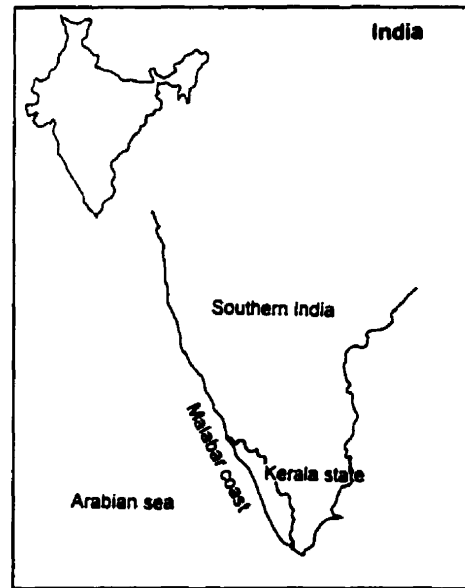 India
Southern India
Malabar coast
Kerala state
Arabian sea